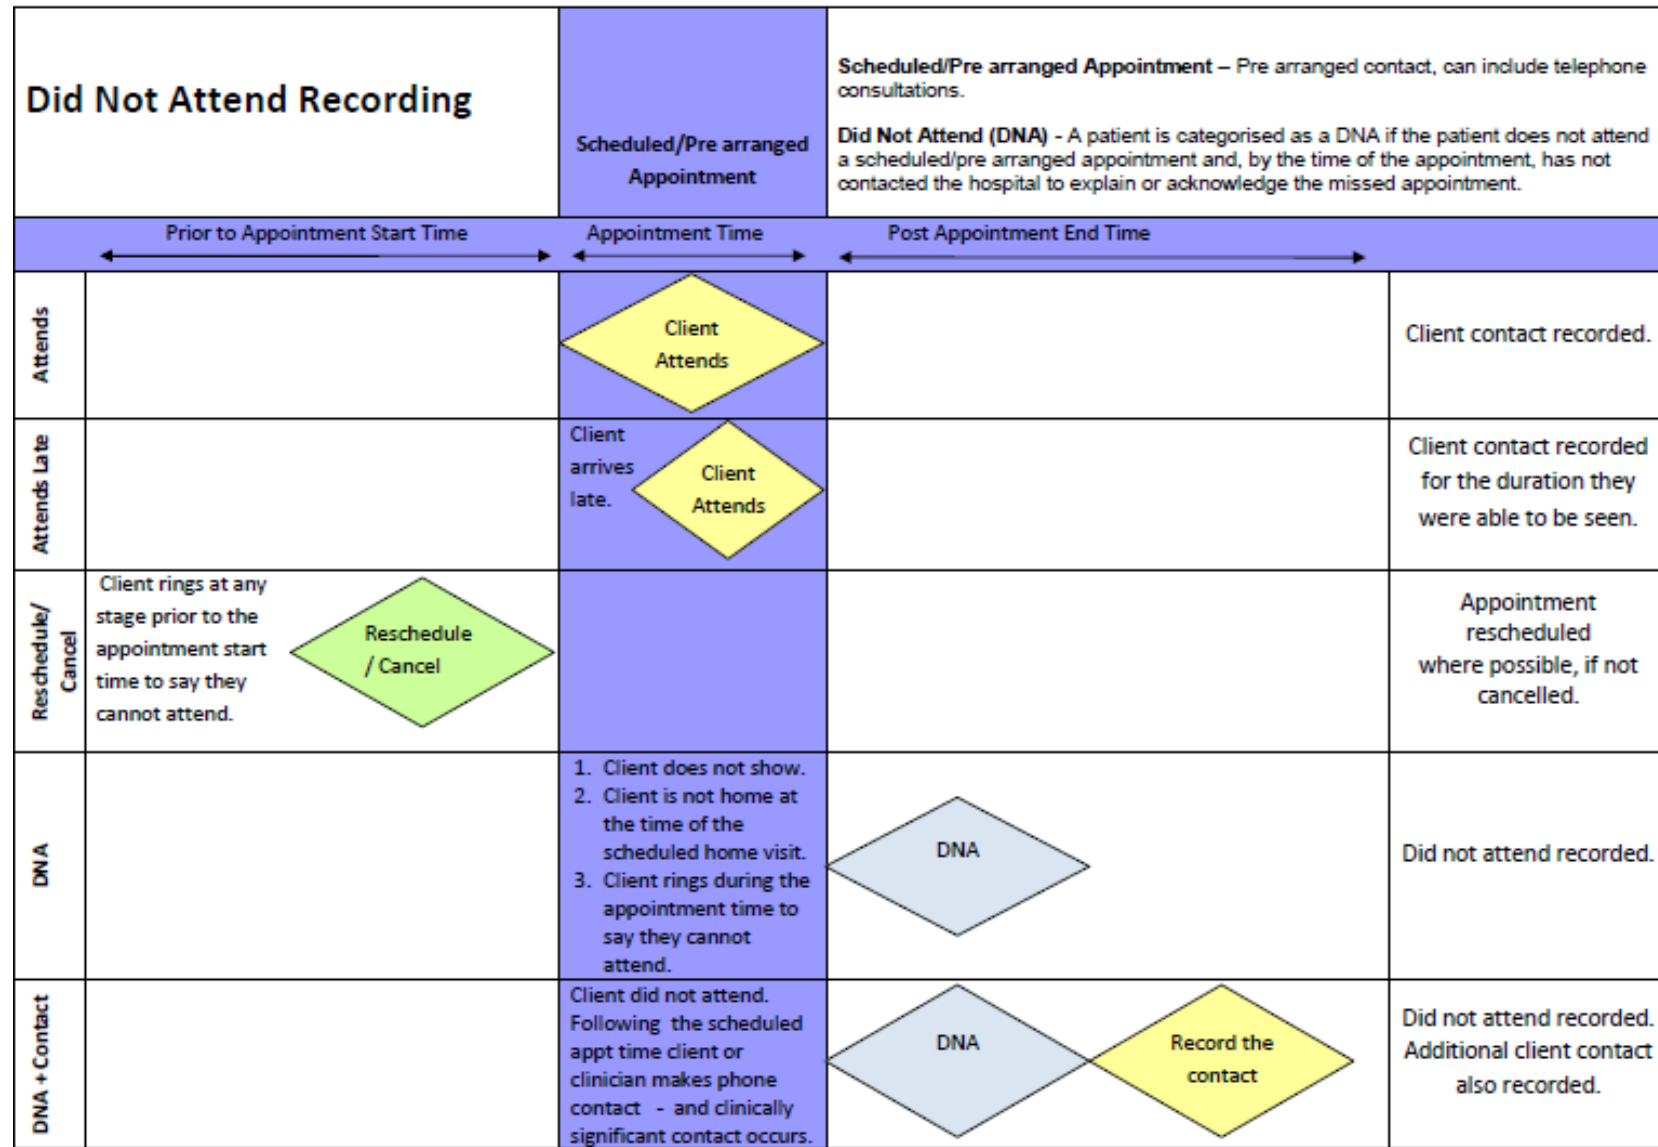 Did Not Attend Recording
Scheduled/Pre arranged
Appointment
Scheduled/Pre arranged Appointment – Pre arranged contact, can include telephone
consultations.
Did Not Attend (DNA) - A patient is categorised as a DNA if the patient does not attend
a scheduled/pre arranged appointment and, by the time of the appointment, has not
contacted the hospital to explain or acknowledge the missed appointment.
Prior to Appointment Start Time
Appointment Time
Post Appointment End Time
Attends
Client
Attends
Client contact recorded.
Attends Late
Client
arrives
late.
Client
Attends
Client contact recorded
for the duration they
were able to be seen.
Reschedule/
Cancel
Client rings at any
stage prior to the
appointment start
time to say they
cannot attend.
Reschedule
/ Cancel
Appointment
rescheduled
where possible, if not
cancelled.
DNA
1. Client does not show.
2. Client is not home at
the time of the
scheduled home visit.
3. Client rings during the
appointment time to
say they cannot
attend.
DNA
Did not attend recorded.
DNA + Contact
Client did not attend.
Following the scheduled
appt time client or
clinician makes phone
contact - and clinically
significant contact occurs.
DNA
Record the
contact
Did not attend recorded.
Additional client contact
also recorded.